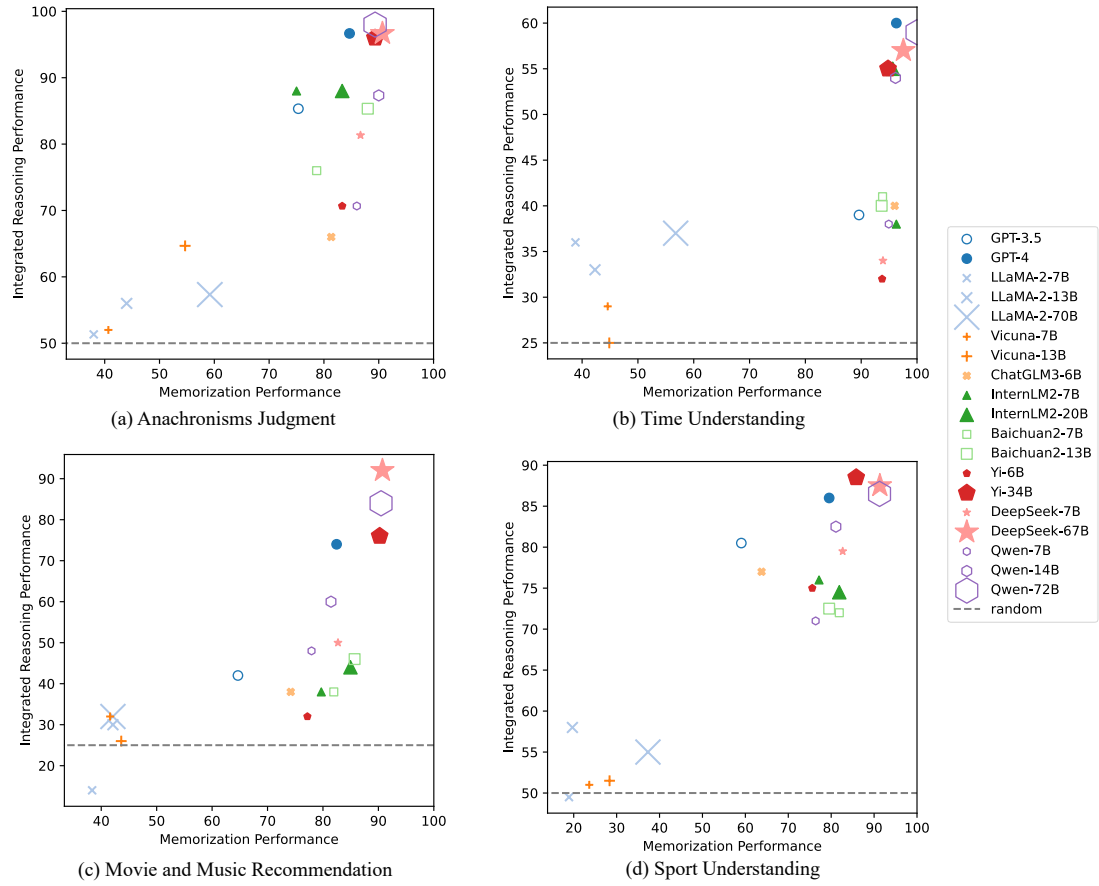 100
90
80
70
60
50
40
50
60
70
80
90
100
Integrated Reasoning Performance
Memorization Performance
(a) Anachronisms Judgment
60
55
50
45
40
35
30
25
40
50
60
70
80
90
100
Integrated Reasoning Performance
Memorization Performance
(b) Time Understanding
90
80
70
60
50
40
30
20
40
50
60
70
80
90
100
Integrated Reasoning Performance
Memorization Performance
(c) Movie and Music Recommendation
90
85
80
75
70
65
60
55
50
20
30
40
50
60
70
80
90
100
Integrated Reasoning Performance
Memorization Performance
(d) Sport Understanding
GPT-3.5
GPT-4
LLaMA-2-7B
LLaMA-2-13B
LLaMA-2-70B
Vicuna-7B
Vicuna-13B
ChatGLM3-6B
InternLM2-7B
InternLM2-20B
Baichuan2-7B
Baichuan2-13B
Yi-6B
Yi-34B
DeepSeek-7B
DeepSeek-67B
Qwen-7B
Qwen-14B
Qwen-72B
random